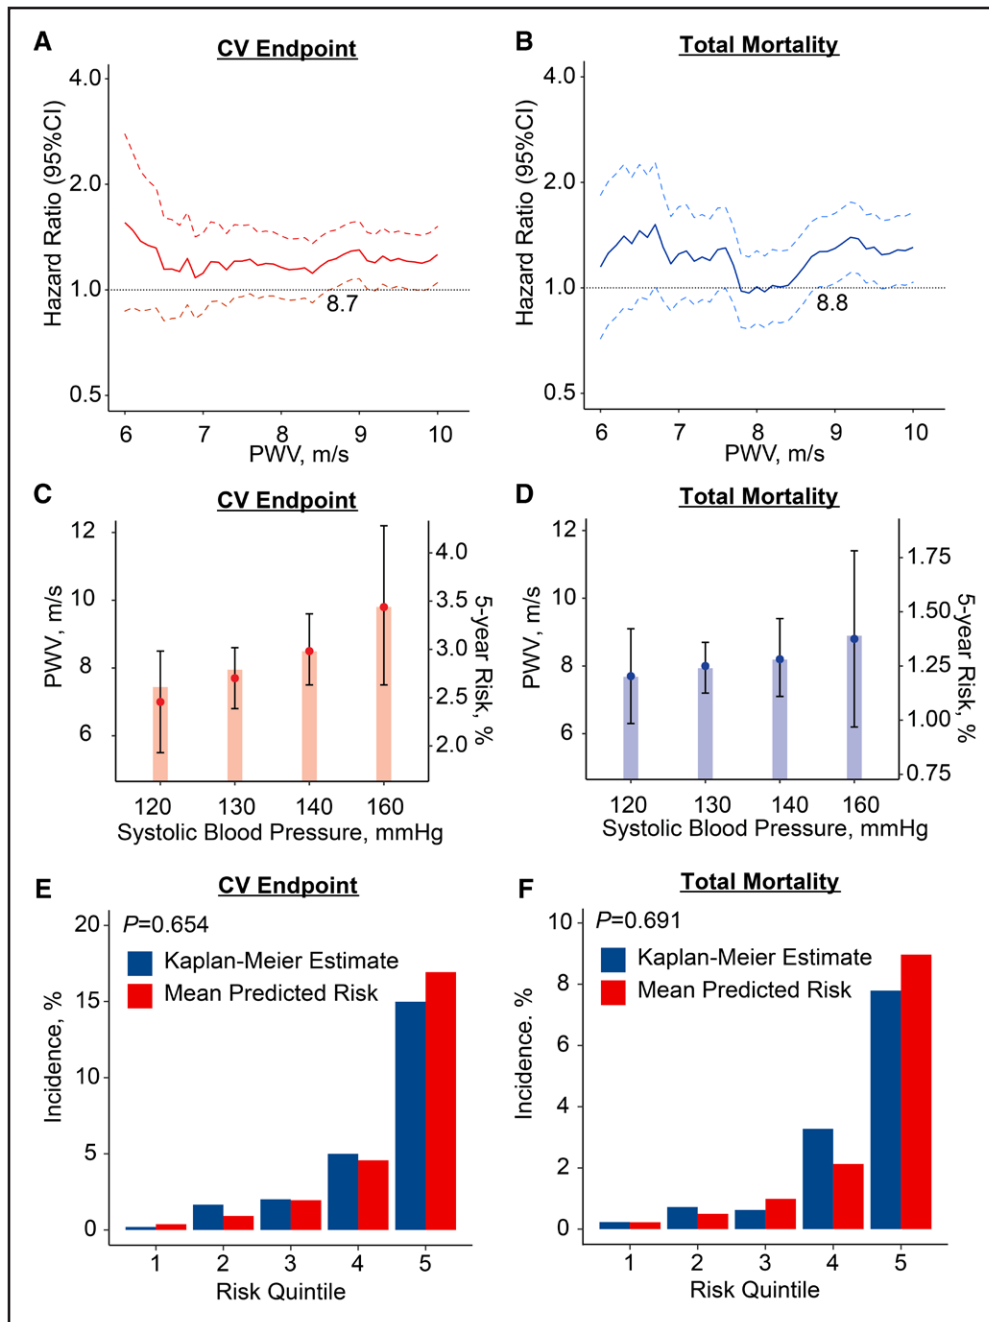 A
CV Endpoint
Hazard Ratio (95%CI)
4.0
2.0
1.0
0.5
8.7
6 7 8 9 10
PWV, m/s
B
Total Mortality
Hazard Ratio (95%CI)
4.0
2.0
1.0
0.5
8.8
6 7 8 9 10
PWV, m/s
C
CV Endpoint
PWV, m/s
12
10
8
6
4.0
3.5
3.0
2.5
2.0
5-year Risk, %
120 130 140 160
Systolic Blood Pressure, mmHg
D
Total Mortality
PWV, m/s
12
10
8
6
1.75
1.50
1.25
1.00
0.75
5-year Risk, %
120 130 140 160
Systolic Blood Pressure, mmHg
E
CV Endpoint
P=0.654
Kaplan-Meier Estimate
Mean Predicted Risk
Incidence, %
20
15
10
5
0
1 2 3 4 5
Risk Quintile
F
Total Mortality
P=0.691
Kaplan-Meier Estimate
Mean Predicted Risk
Incidence. %
10
8
6
4
2
0
1 2 3 4 5
Risk Quintile